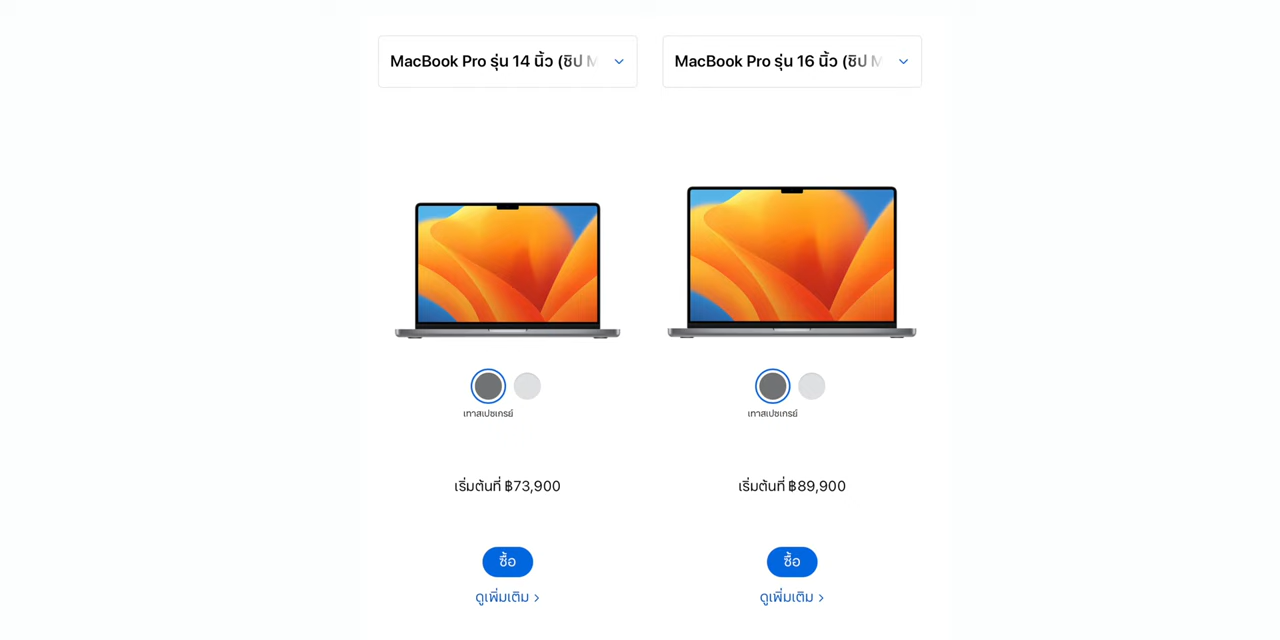 MacBook Pro รุ่น 14 นิ้ว (ชิป M
MacBook Pro รุ่น 16 นิ้ว (ชิป M
เทาสเปซเกรย์
เทาสเปซเกรย์
เริ่มต้นที่ ฿73,900
เริ่มต้นที่ ฿89,900
ซื้อ
ซื้อ
ดูเพิ่มเติม >
ดูเพิ่มเติม >